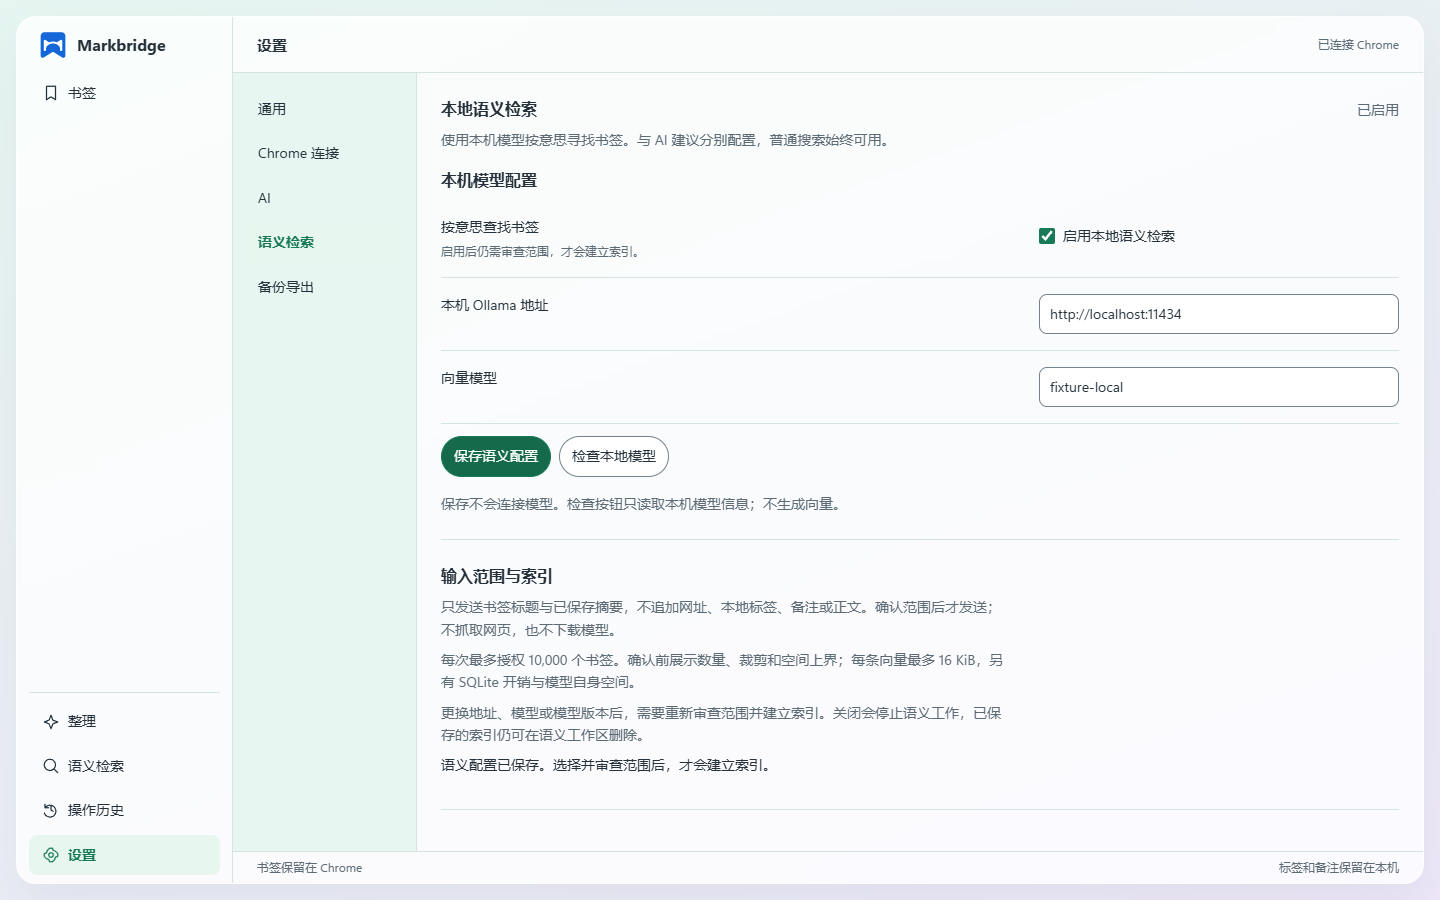 Markbridge
书签
整理
语义检索
操作历史
设置
设置
已连接 Chrome
通用
Chrome 连接
AI
语义检索
备份导出
本地语义检索
已启用
使用本机模型按意思寻找书签。与 AI 建议分别配置，普通搜索始终可用。
本机模型配置
按意思查找书签
启用后仍需审查范围，才会建立索引。
启用本地语义检索
本机 Ollama 地址
http://localhost:11434
向量模型
fixture-local
保存语义配置
检查本地模型
保存不会连接模型。检查按钮只读取本机模型信息；不生成向量。
输入范围与索引
只发送书签标题与已保存摘要，不追加网址、本地标签、备注或正文。确认范围后才发送；
不抓取网页，也不下载模型。
每次最多授权 10,000 个书签。确认前展示数量、裁剪和空间上界；每条向量最多 16 KiB，另
有 SQLite 开销与模型自身空间。
更换地址、模型或模型版本后，需要重新审查范围并建立索引。关闭会停止语义工作，已保
存的索引仍可在语义工作区删除。
语义配置已保存。选择并审查范围后，才会建立索引。
书签保留在 Chrome
标签和备注保留在本机